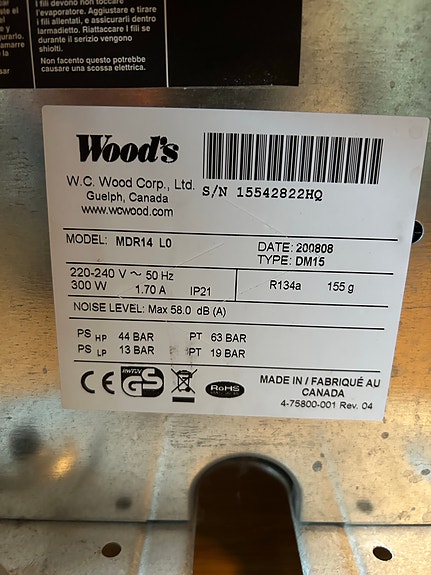 i fili devono non toccare
l'evaporatore. Aggiustare e tirare
i fili allentati, e assicurarli dentro
larmadietto. Riattaccare i fili se
durante il serizio vengono
shiolti.
Non facento questo potrebbe
causare una scossa elettrica.
Wood's
W.C. Wood Corp., Ltd.
Guelph, Canada
www.wcwood.com
S/N 15542822HQ
MODEL: MDR14 L0
DATE: 200808
TYPE: DM15
220-240 V ~ 50 Hz
300 W 1.70 A IP21
R134a 155 g
NOISE LEVEL: Max 58.0 dB (A)
PS HP 44 BAR PT 63 BAR
PS LP 13 BAR PT 19 BAR
CE GS RoHS
MADE IN / FABRIQUÉ AU
CANADA
4-75800-001 Rev. 04